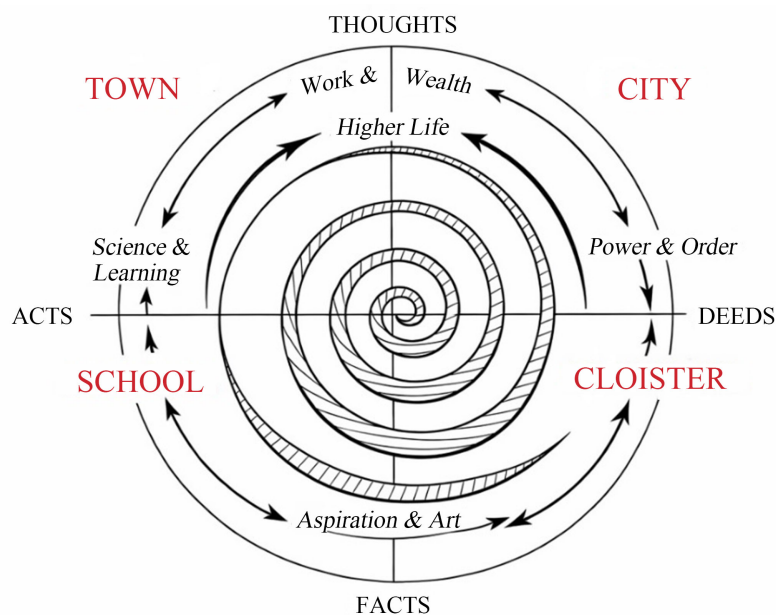 THOUGHTS
TOWN
Work & Wealth
CITY
Higher Life
Science &
Learning
Power & Order
ACTS
DEEDS
SCHOOL
CLOISTER
Aspiration & Art
FACTS